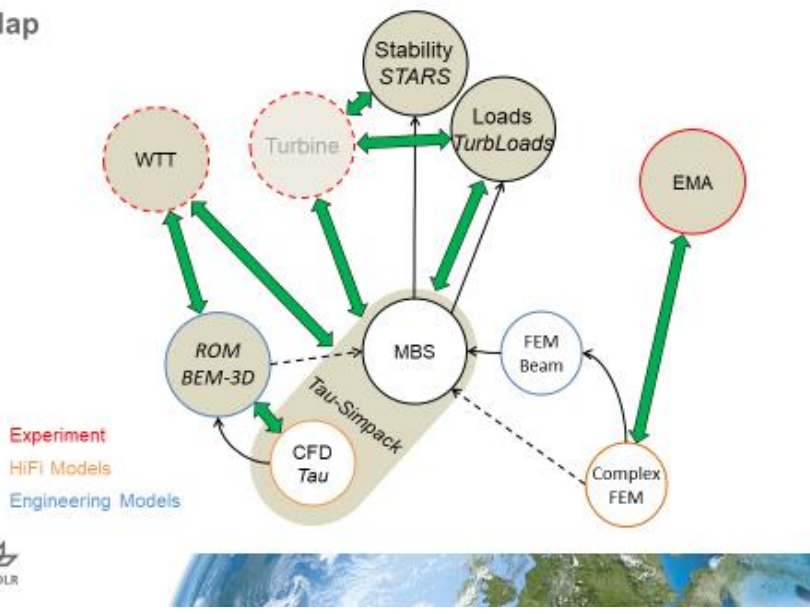 lap
Stability
STARS
Loads
TurbLoads
WTT
Turbine
EMA
ROM
BEM-3D
MBS
FEM
Beam
Tau-Simpack
CFD
Tau
Complex
FEM
Experiment
HiFi Models
Engineering Models
DLR